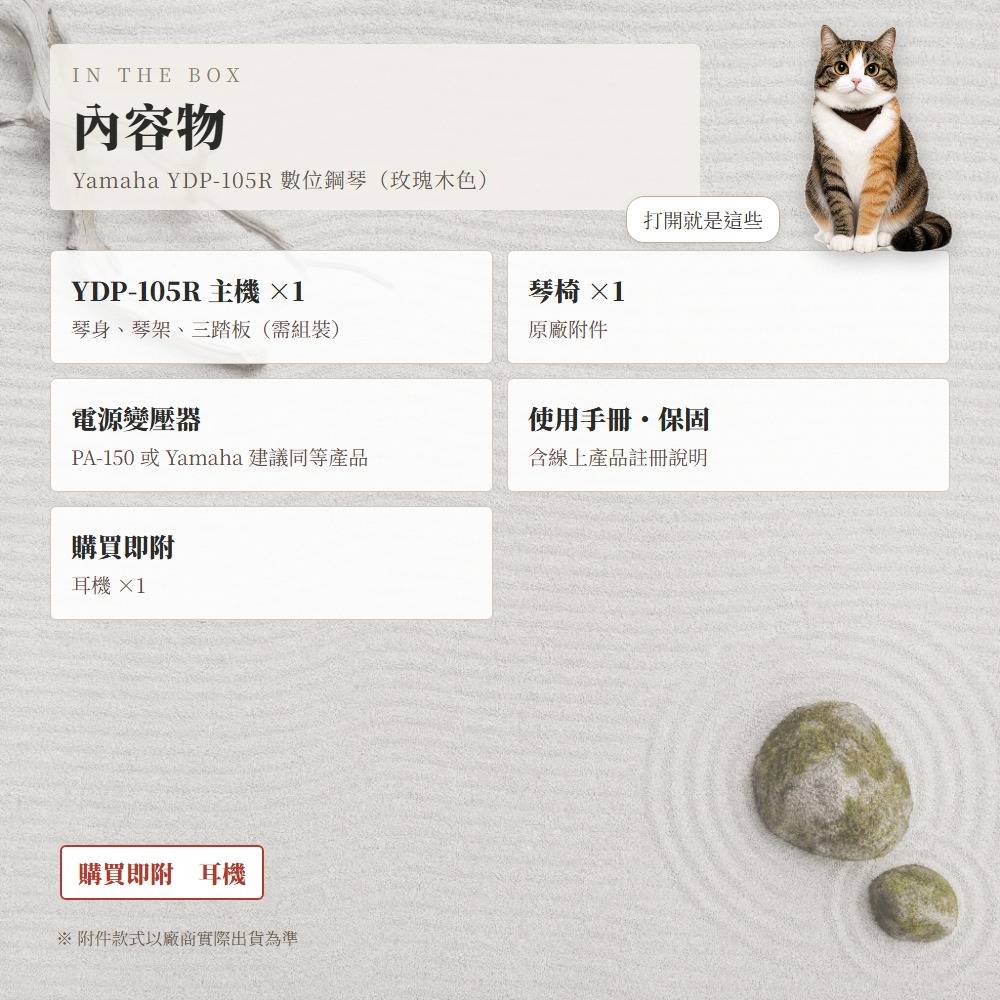 IN THE BOX
內容物
Yamaha YDP-105R 數位鋼琴（玫瑰木色）
打開就是這些
YDP-105R 主機 ×1
琴身、琴架、三踏板（需組裝）
琴椅 ×1
原廠附件
電源變壓器
PA-150 或 Yamaha 建議同等產品
使用手冊・保固
含線上產品註冊說明
購買即附
耳機 ×1
購買即附　耳機
※ 附件款式以廠商實際出貨為準